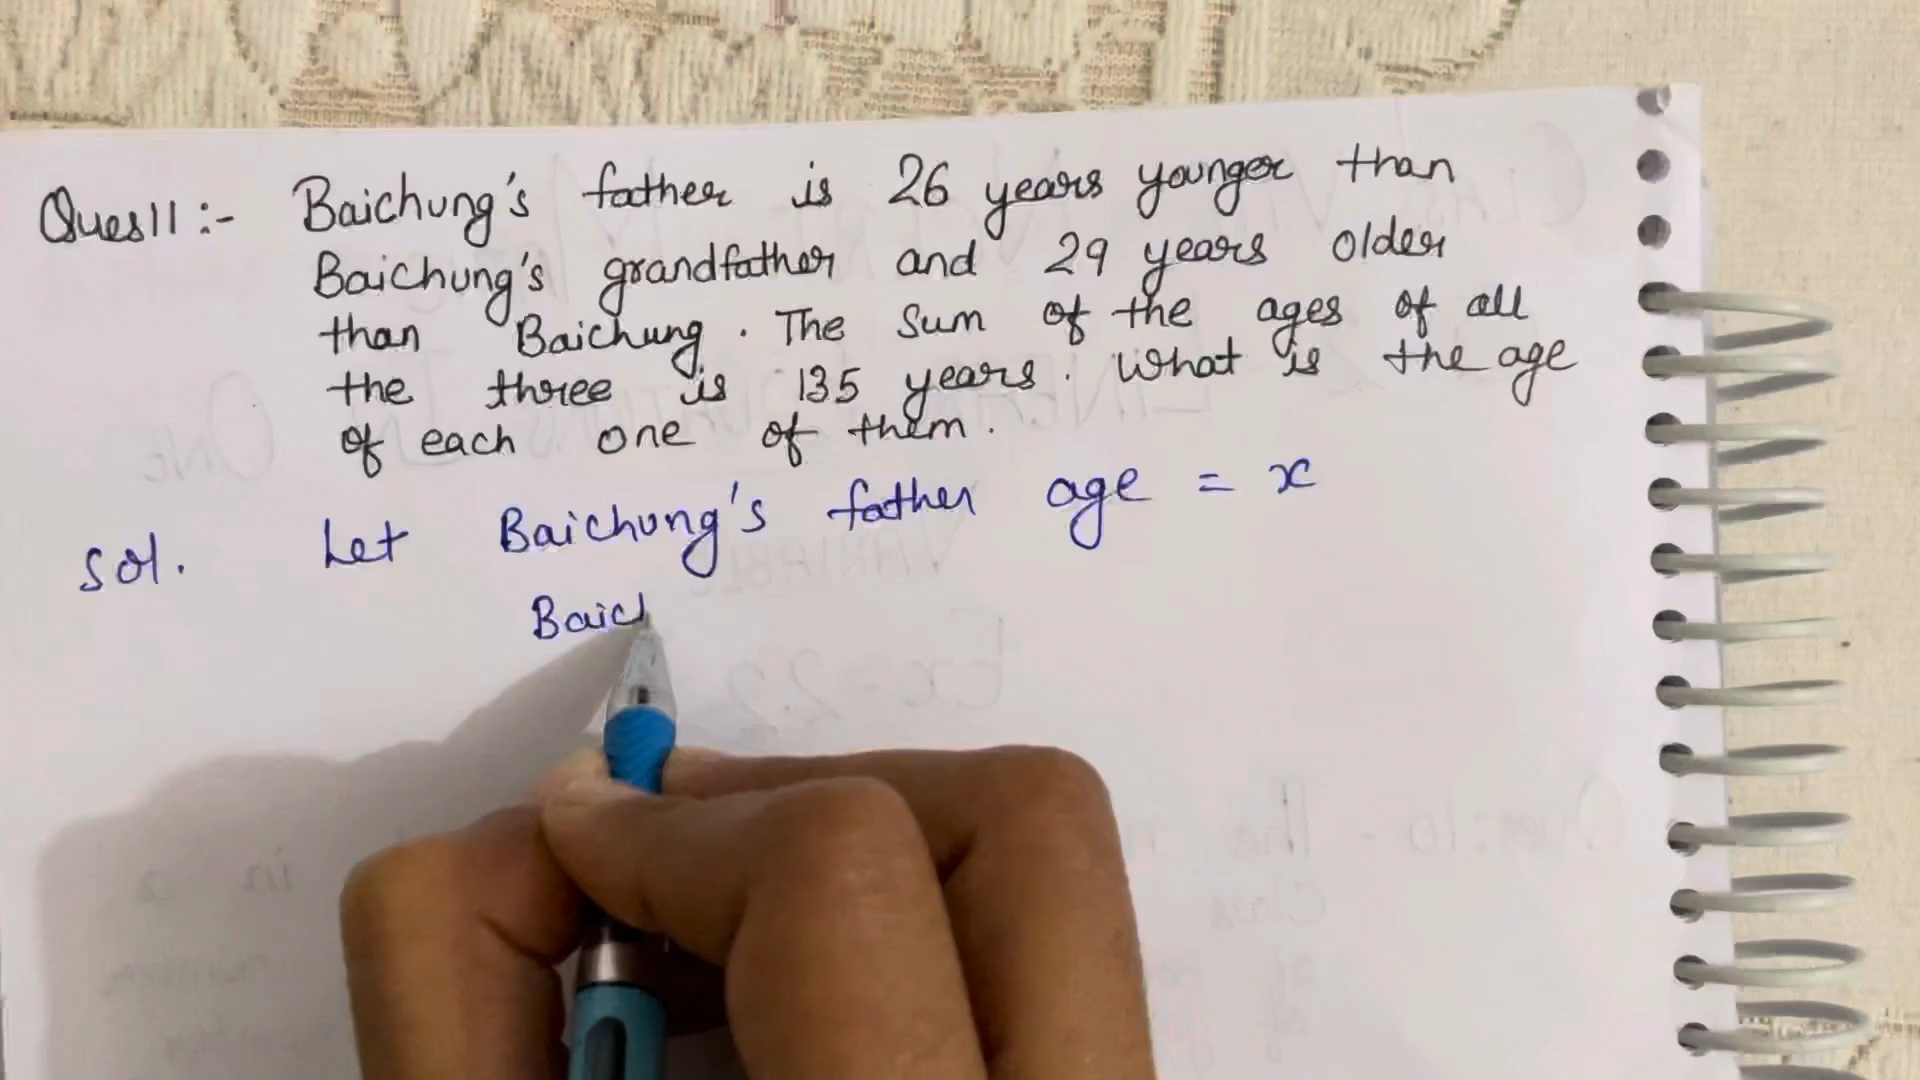 Ques11:- Baichung's father is 26 years younger than
Baichung's grandfather and 29 years older
than Baichung. The Sum of the ages of all
the three is 135 years. What is the age
of each one of them.
Sol. Let Baichung's father age = x
Baich